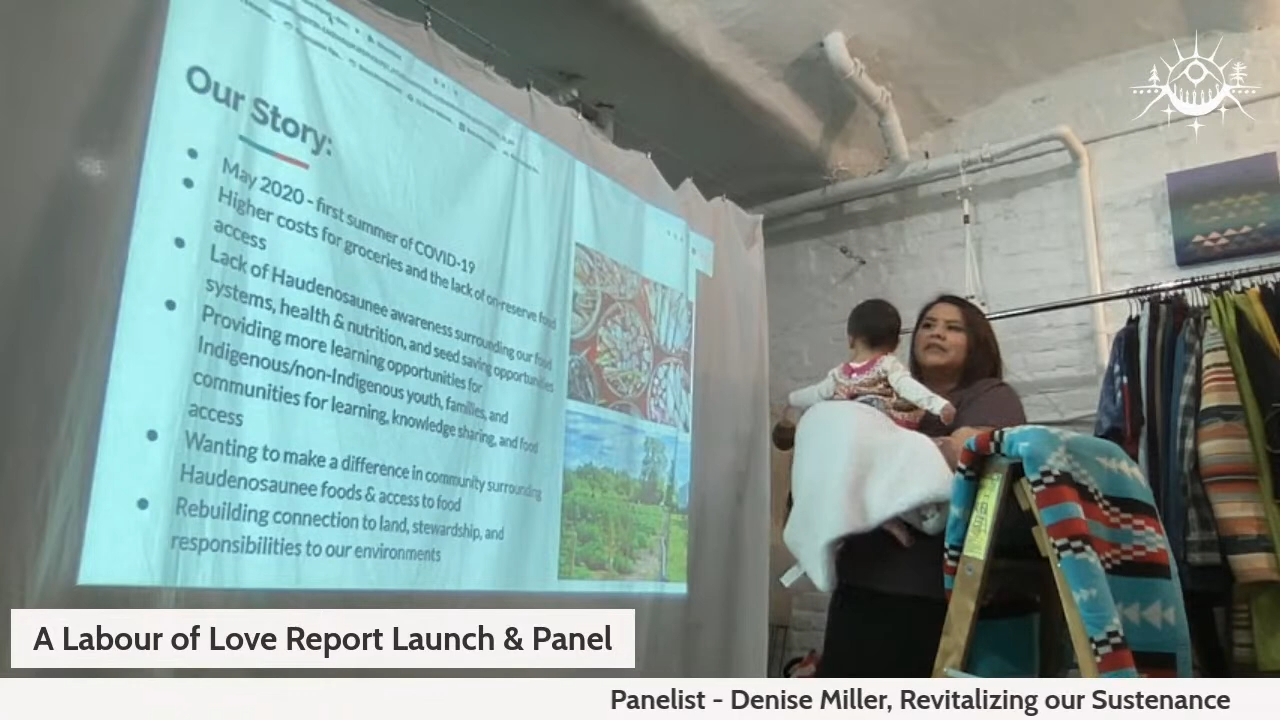 Our Story:
May 2020 - first summer of COVID-19
Higher costs for groceries and the lack of on-reserve food
access
Lack of Haudenosaunee awareness surrounding our food
systems, health & nutrition, and seed saving opportunities
Providing more learning opportunities for
Indigenous/non-Indigenous youth, families, and
communities for learning, knowledge sharing, and food
access
Wanting to make a difference in community surrounding
Haudenosaunee foods & access to food
Rebuilding connection to land, stewardship, and
responsibilities to our environments
A Labour of Love Report Launch & Panel
Panelist - Denise Miller, Revitalizing our Sustenance